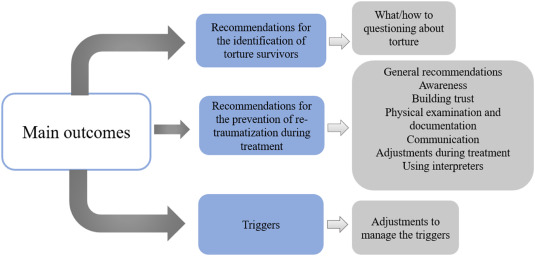 Main outcomes
Recommendations for
the identification of
torture survivors
What/how to
questioning about
torture
Recommendations for
the prevention of re-
traumatization during
treatment
General recommendations
Awareness
Building trust
Physical examination and
documentation
Communication
Adjustments during treatment
Using interpreters
Triggers
Adjustments to
manage the triggers